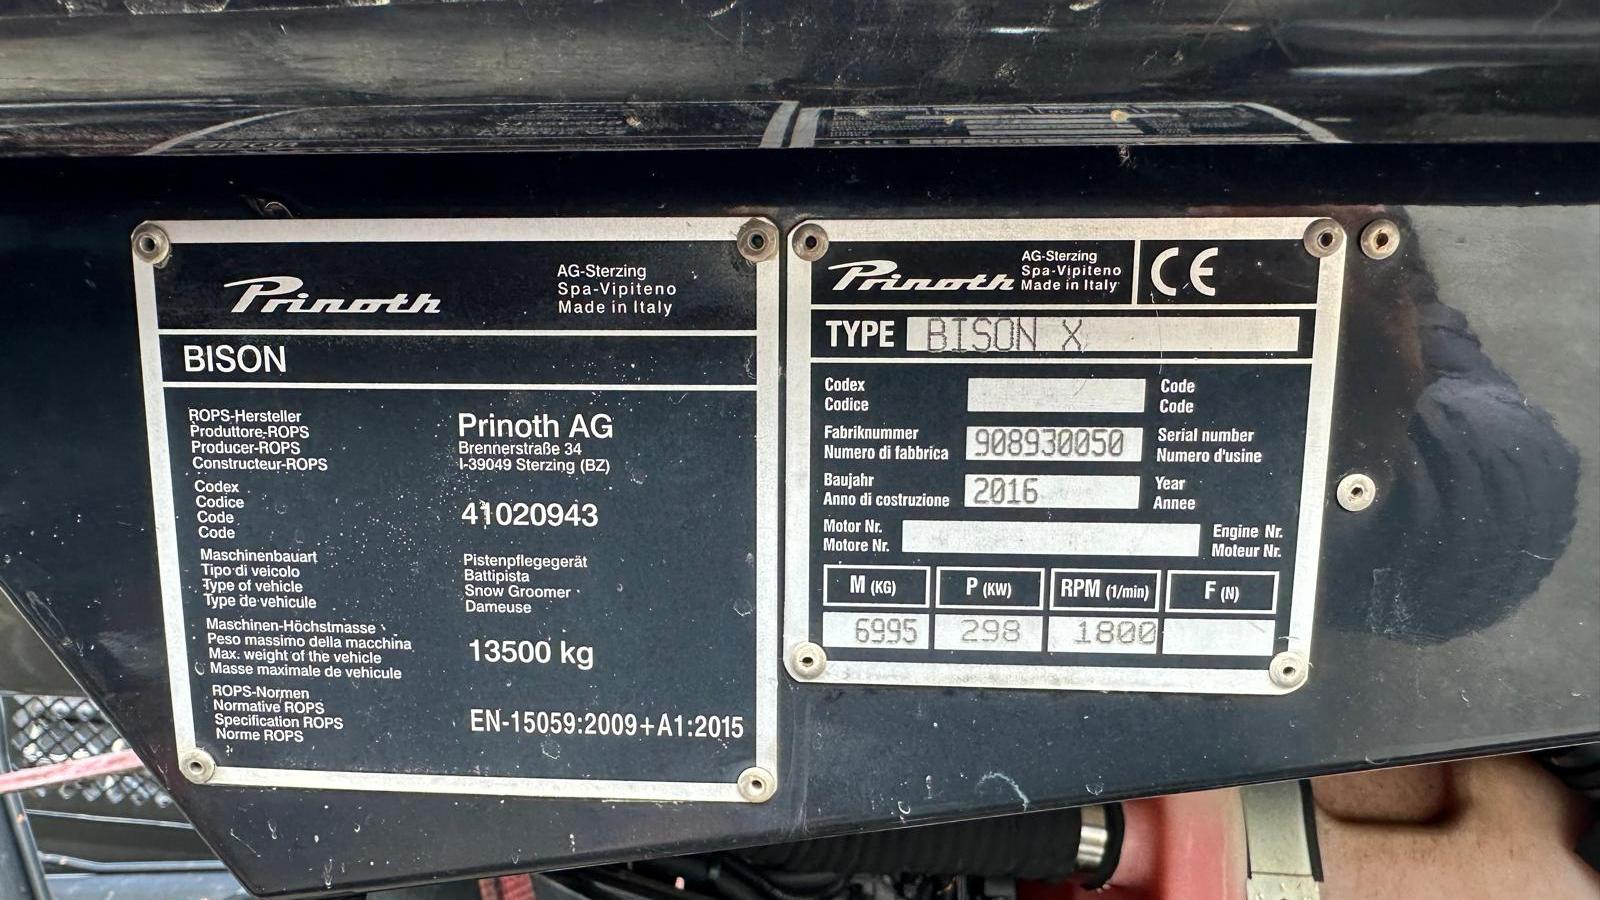 Prinoth
AG-Sterzing
Spa-Vipiteno
Made in Italy
BISON
ROPS-Hersteller
Produttore-ROPS
Producer-ROPS
Constructeur-ROPS
Prinoth AG
Brennerstraße 34
I-39049 Sterzing (BZ)
Codex
Codice
Code
Code
41020943
Maschinenbauart
Tipo di veicolo
Type of vehicle
Type de vehicule
Pistenpflegegerät
Battipista
Snow Groomer
Dameuse
Maschinen-Höchstmasse
Peso massimo della macchina
Max. weight of the vehicle
Masse maximale de vehicule
13500 kg
ROPS-Normen
Normative ROPS
Specification ROPS
Norme ROPS
EN-15059:2009+A1:2015
Prinoth
AG-Sterzing
Spa-Vipiteno
Made in Italy
CE
TYPE BISON X
Codex
Codice
Code
Code
Fabriknummer
Numero di fabbrica
908930050
Serial number
Numero d'usine
Baujahr
Anno di costruzione
2016
Year
Annee
Motor Nr.
Motore Nr.
Engine Nr.
Moteur Nr.
M (KG) P (KW) RPM (1/min) F (N)
6995 298 1800